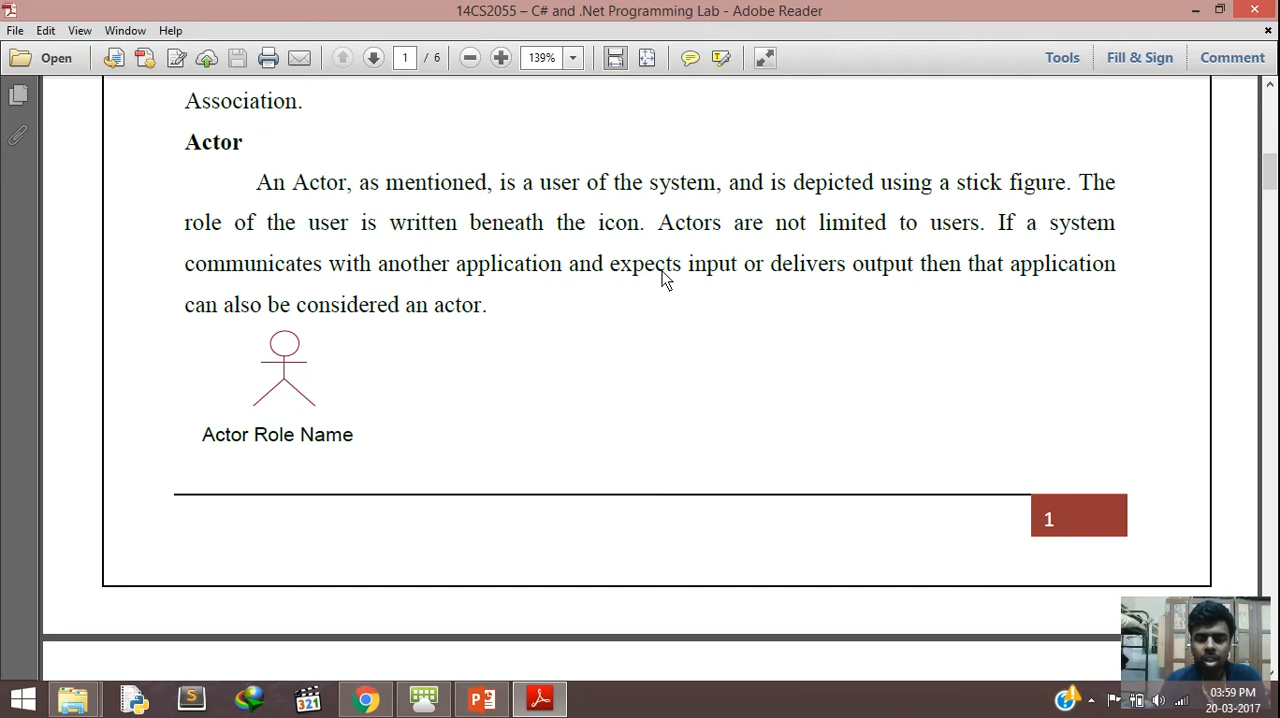 14CS2055 – C# and .Net Programming Lab - Adobe Reader
File Edit View Window Help
Open 1 / 6 139% Tools Fill & Sign Comment
Association.
Actor
An Actor, as mentioned, is a user of the system, and is depicted using a stick figure. The
role of the user is written beneath the icon. Actors are not limited to users. If a system
communicates with another application and expects input or delivers output then that application
can also be considered an actor.
Actor Role Name
1
S 321 P
03:59 PM
20-03-2017